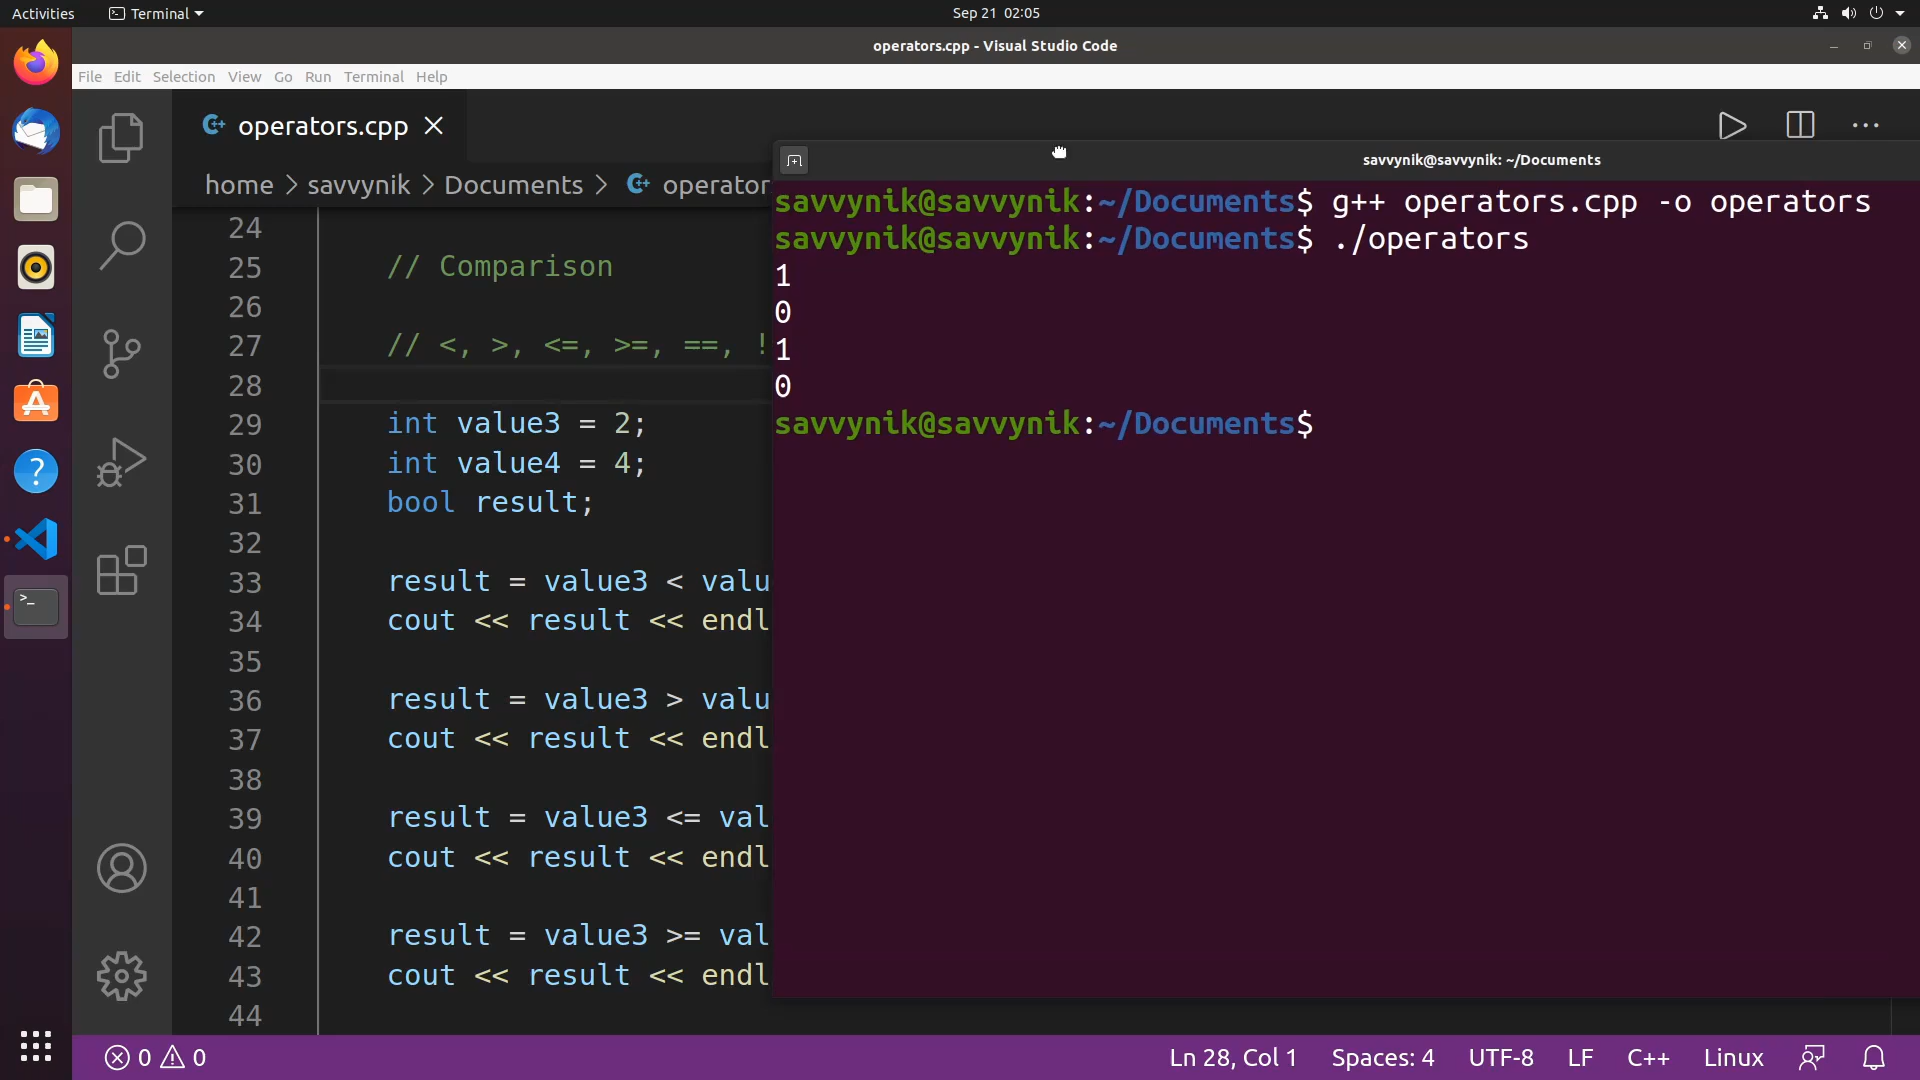 Activities Terminal Sep 21 02:05
operators.cpp - Visual Studio Code
File Edit Selection View Go Run Terminal Help
operators.cpp
home > savvynik > Documents > operator
24
25 // Comparison
26
27 // <, >, <=, >=, ==, !
28
29 int value3 = 2;
30 int value4 = 4;
31 bool result;
32
33 result = value3 < valu
34 cout << result << endl
35
36 result = value3 > valu
37 cout << result << endl
38
39 result = value3 <= val
40 cout << result << endl
41
42 result = value3 >= val
43 cout << result << endl
44
savvynik@savvynik: ~/Documents
savvynik@savvynik:~/Documents$ g++ operators.cpp -o operators
savvynik@savvynik:~/Documents$ ./operators
1
0
1
0
savvynik@savvynik:~/Documents$
0 0 Ln 28, Col 1 Spaces: 4 UTF-8 LF C++ Linux